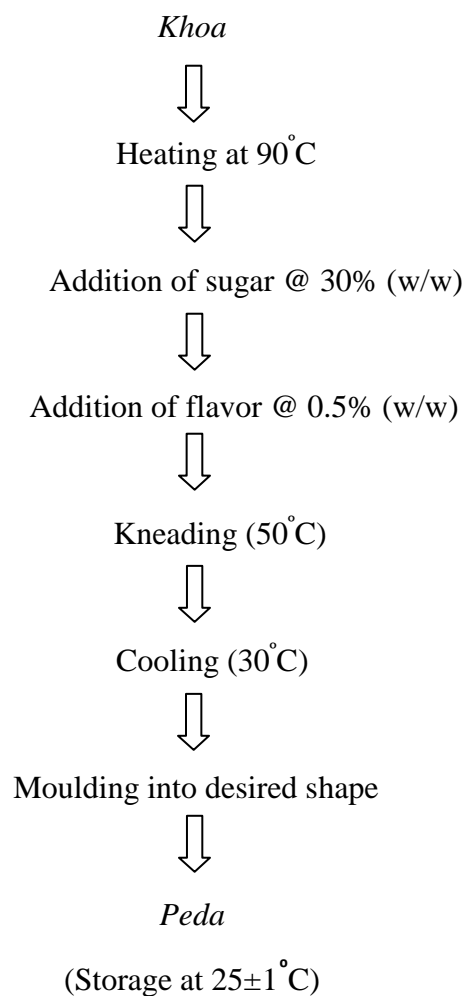 Khoa
Heating at 90°C
Addition of sugar @ 30% (w/w)
Addition of flavor @ 0.5% (w/w)
Kneading (50°C)
Cooling (30°C)
Moulding into desired shape
Peda
(Storage at 25±1°C)